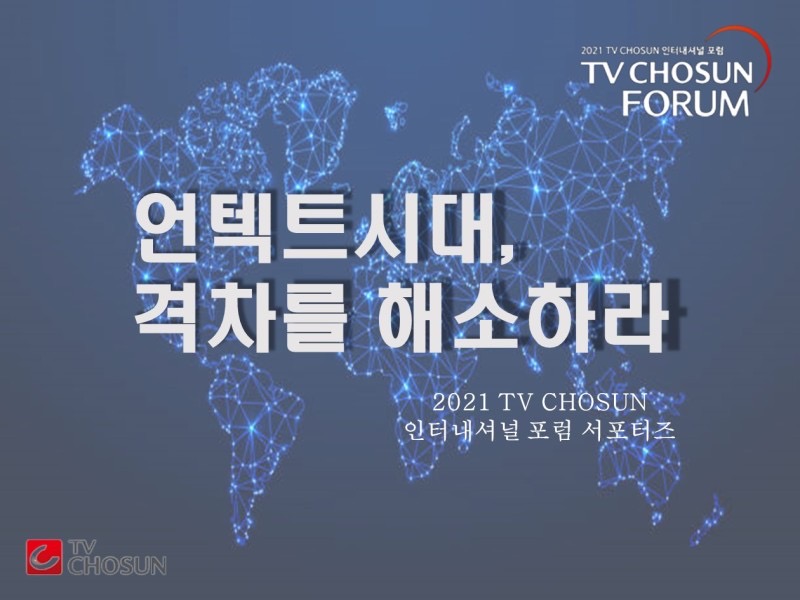 2021 TV CHOSUN 인터내셔널 포럼
TV CHOSUN
FORUM
언텍트시대,
격차를 해소하라
2021 TV CHOSUN
인터내셔널 포럼 서포터즈
TV
CHOSUN